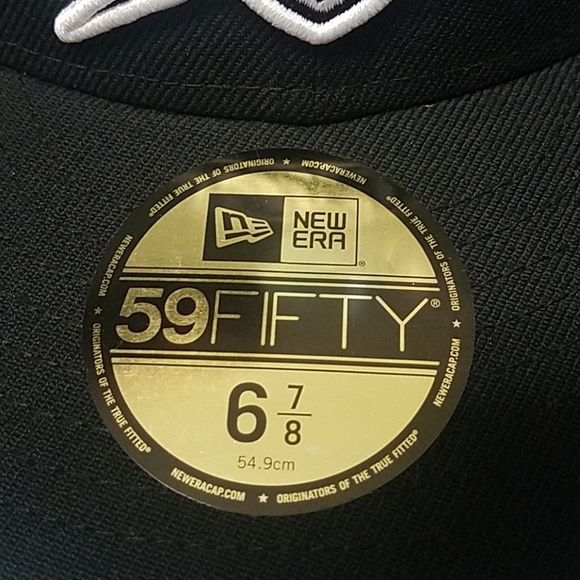 NEW
ERA
®
59FIFTY®
6 7/8
54.9cm
NEWERACAP.COM ★ ORIGINATORS OF THE TRUE FITTED®
NEWERACAP.COM ★ ORIGINATORS OF THE TRUE FITTED®
NEWERACAP.COM ★ ORIGINATORS OF THE TRUE FITTED®
NEWERACAP.COM ★ ORIGINATORS OF THE TRUE FITTED®